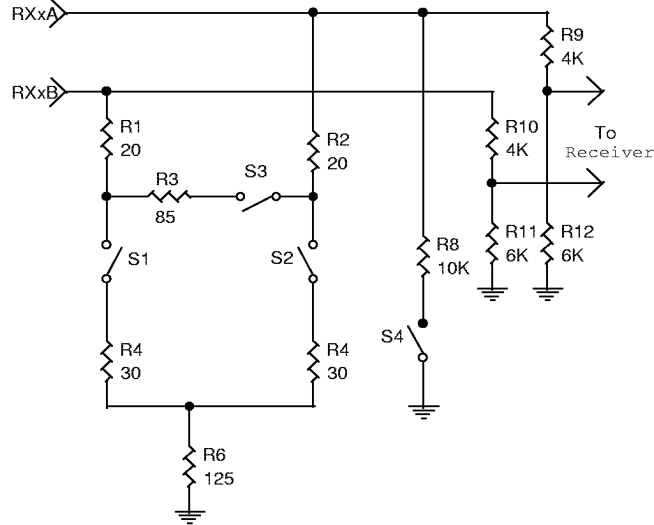 RXxA
R9
4K
RXxB
R1
20
R2
20
R10
4K
To
Receiver
R3
85
S3
S1
S2
R8
10K
R11
6K
R12
6K
S4
R4
30
R4
30
R6
125